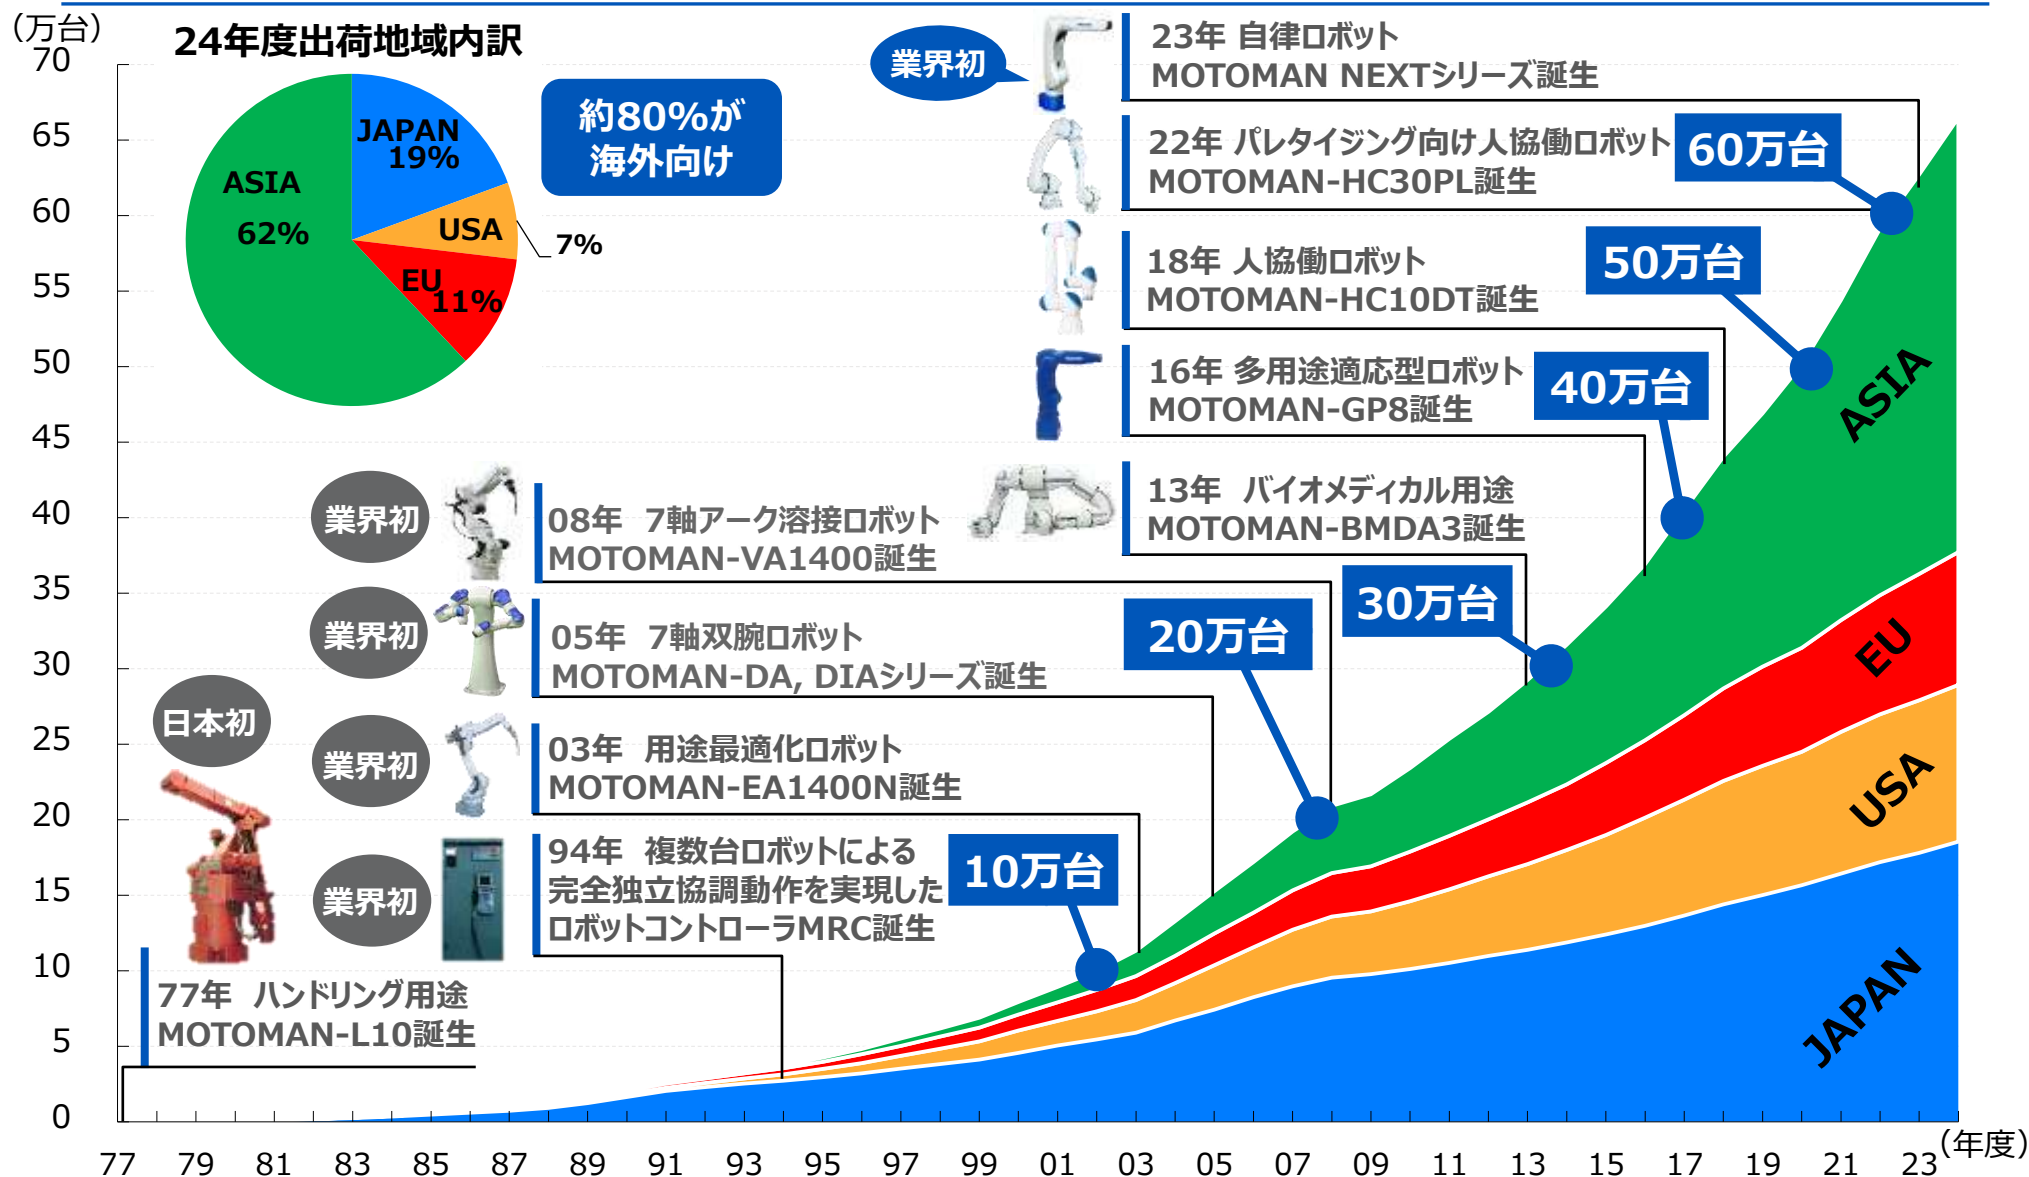 (万台)
24年度出荷地域内訳
JAPAN
19%
ASIA
62%
USA
7%
EU
11%
約80%が
海外向け
業界初
23年 自律ロボット
MOTOMAN NEXTシリーズ誕生
22年 パレタイジング向け人協働ロボット
MOTOMAN-HC30PL誕生
60万台
18年 人協働ロボット
MOTOMAN-HC10DT誕生
50万台
16年 多用途適応型ロボット
MOTOMAN-GP8誕生
40万台
13年 バイオメディカル用途
MOTOMAN-BMDA3誕生
30万台
業界初
08年 7軸アーク溶接ロボット
MOTOMAN-VA1400誕生
20万台
業界初
05年 7軸双腕ロボット
MOTOMAN-DA, DIAシリーズ誕生
業界初
03年 用途最適化ロボット
MOTOMAN-EA1400N誕生
10万台
業界初
94年 複数台ロボットによる
完全独立協調動作を実現した
ロボットコントローラMRC誕生
日本初
77年 ハンドリング用途
MOTOMAN-L10誕生
ASIA
EU
USA
JAPAN
70
65
60
55
50
45
40
35
30
25
20
15
10
5
0
77 79 81 83 85 87 89 91 93 95 97 99 01 03 05 07 09 11 13 15 17 19 21 23
(年度)